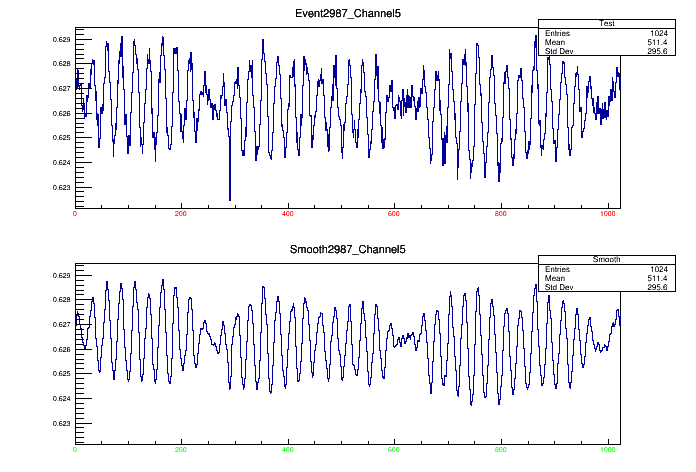 Event2987_Channel5
Test
Entries 1024
Mean 511.4
Std Dev 295.6
0.629
0.628
0.627
0.626
0.625
0.624
0.623
0 200 400 600 800 1000
Smooth2987_Channel5
Smooth
Entries 1024
Mean 511.4
Std Dev 295.6
0.629
0.628
0.627
0.626
0.625
0.624
0.623
0 200 400 600 800 1000